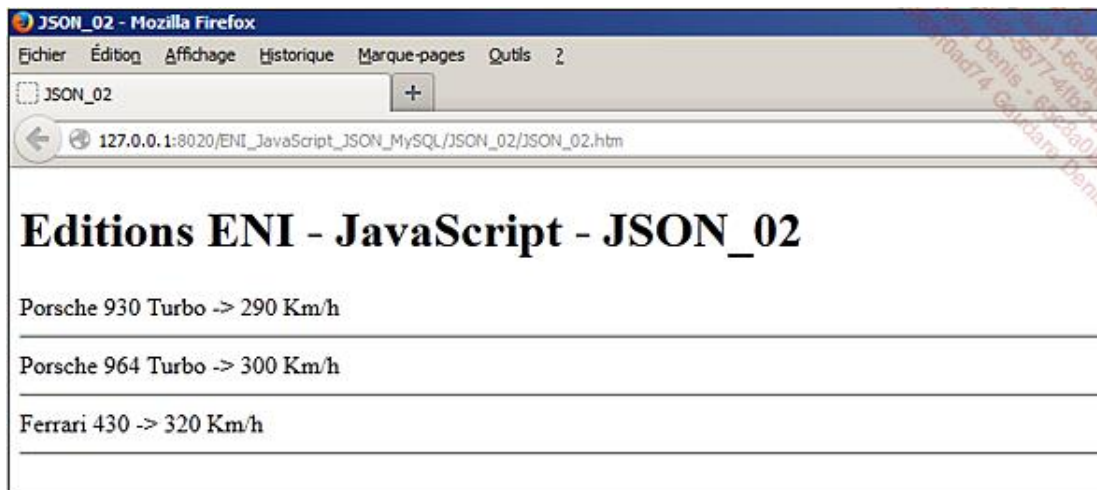 JSON_02 - Mozilla Firefox
Fichier Édition Affichage Historique Marque-pages Outils ?
JSON_02 +
127.0.0.1:8020/ENI_JavaScript_JSON_MySQL/JSON_02/JSON_02.htm
Editions ENI - JavaScript - JSON_02
Porsche 930 Turbo -> 290 Km/h
Porsche 964 Turbo -> 300 Km/h
Ferrari 430 -> 320 Km/h